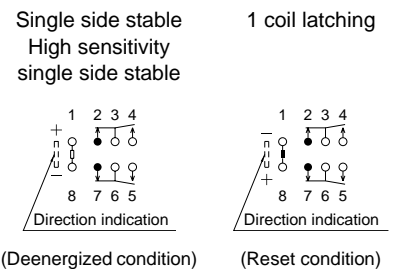 Single side stable
High sensitivity
single side stable
1 2 3 4
+
–
8 7 6 5
Direction indication
(Deenergized condition)
1 coil latching
1 2 3 4
–
+
8 7 6 5
Direction indication
(Reset condition)